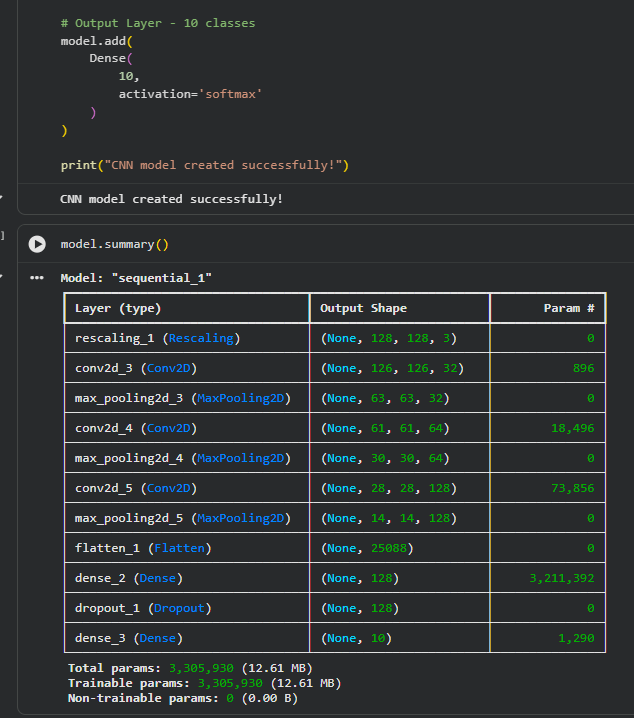 # Output Layer - 10 classes
model.add(
Dense(
10,
activation='softmax'
)
)
print("CNN model created successfully!")
CNN model created successfully!
]
model.summary()
Model: "sequential_1"
Layer (type) Output Shape Param #
rescaling_1 (Rescaling) (None, 128, 128, 3) 0
conv2d_3 (Conv2D) (None, 126, 126, 32) 896
max_pooling2d_3 (MaxPooling2D) (None, 63, 63, 32) 0
conv2d_4 (Conv2D) (None, 61, 61, 64) 18,496
max_pooling2d_4 (MaxPooling2D) (None, 30, 30, 64) 0
conv2d_5 (Conv2D) (None, 28, 28, 128) 73,856
max_pooling2d_5 (MaxPooling2D) (None, 14, 14, 128) 0
flatten_1 (Flatten) (None, 25088) 0
dense_2 (Dense) (None, 128) 3,211,392
dropout_1 (Dropout) (None, 128) 0
dense_3 (Dense) (None, 10) 1,290
Total params: 3,305,930 (12.61 MB)
Trainable params: 3,305,930 (12.61 MB)
Non-trainable params: 0 (0.00 B)